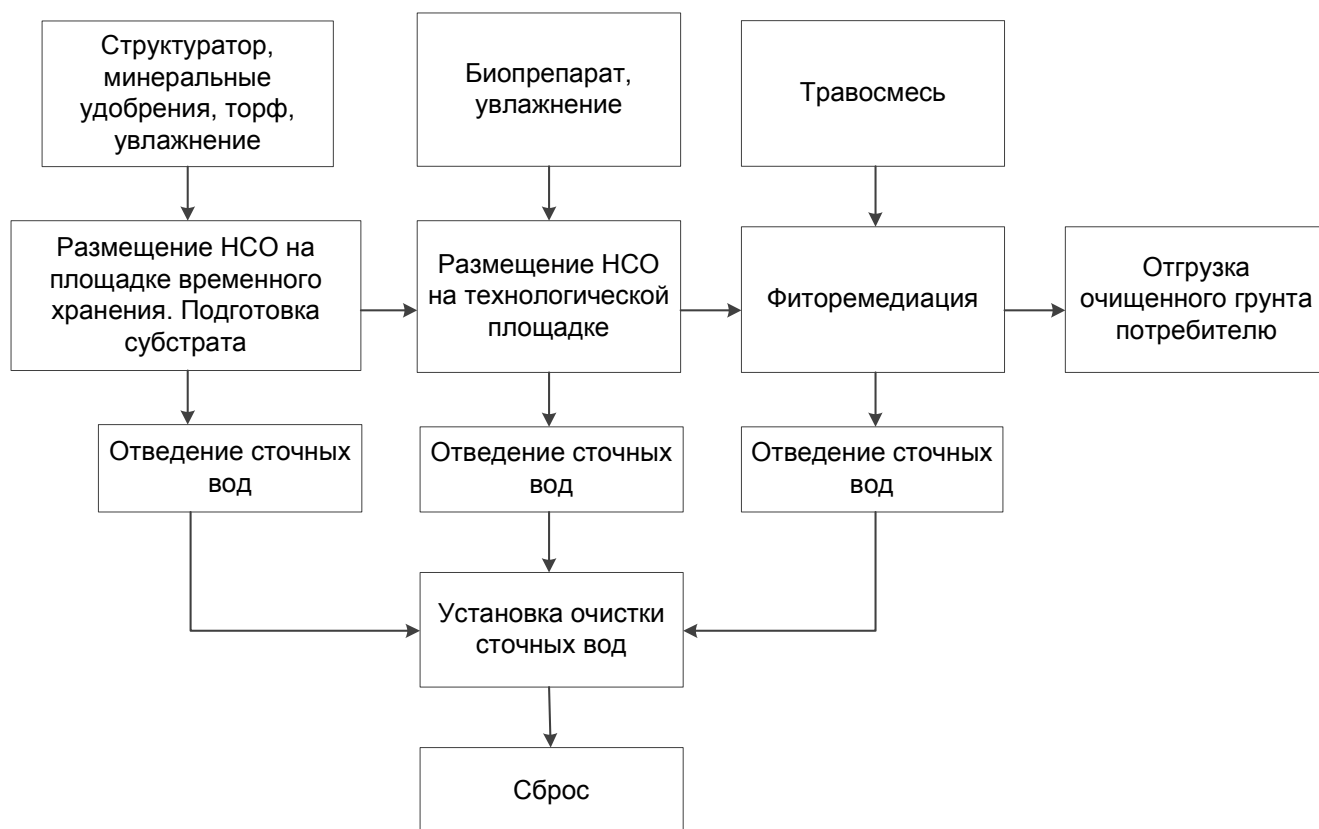 Структуратор,
минеральные
удобрения, торф,
увлажнение
Биопрепарат,
увлажнение
Травосмесь
Размещение НСО на
площадке временного
хранения. Подготовка
субстрата
Размещение НСО
на технологической
площадке
Фиторемедиация
Отгрузка
очищенного грунта
потребителю
Отведение сточных
вод
Отведение сточных
вод
Отведение сточных
вод
Установка очистки
сточных вод
Сброс